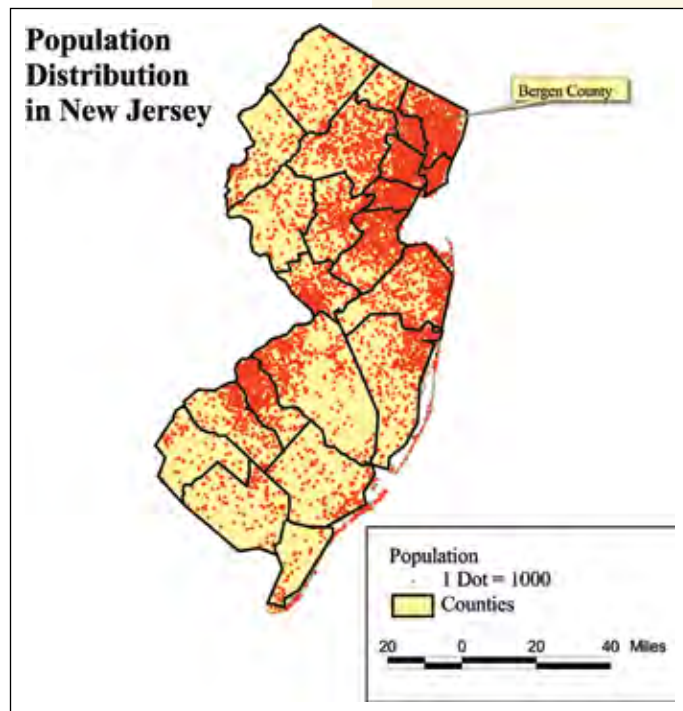 Population
Distribution
in New Jersey
Bergen County
Population
1 Dot = 1000
Counties
20 0 20 40 Miles